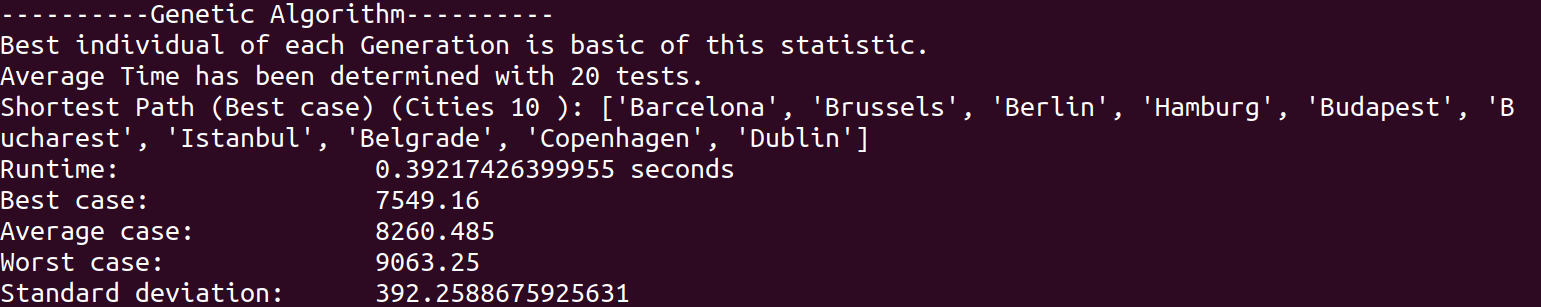 ----------Genetic Algorithm----------
Best individual of each Generation is basic of this statistic.
Average Time has been determined with 20 tests.
Shortest Path (Best case) (Cities 10 ): ['Barcelona', 'Brussels', 'Berlin', 'Hamburg', 'Budapest', 'B
ucharest', 'Istanbul', 'Belgrade', 'Copenhagen', 'Dublin']
Runtime:                 0.39217426399955 seconds
Best case:               7549.16
Average case:            8260.485
Worst case:              9063.25
Standard deviation:      392.2588675925631